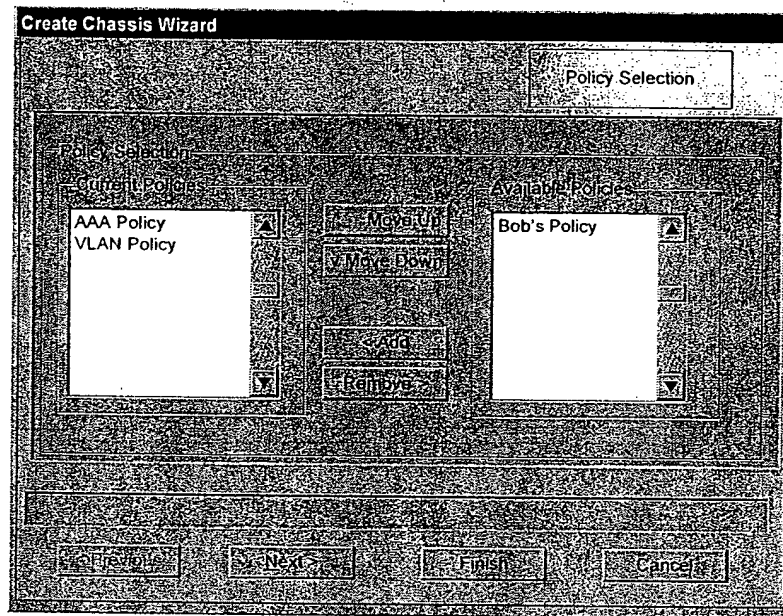 Create Chassis Wizard
Policy Selection
Policy Selection
Current Policies
Available Policies
AAA Policy
VLAN Policy
Move Up
v Move Down
< Add
Remove >
Bob's Policy
< Previous
Next >
Finish
Cancel